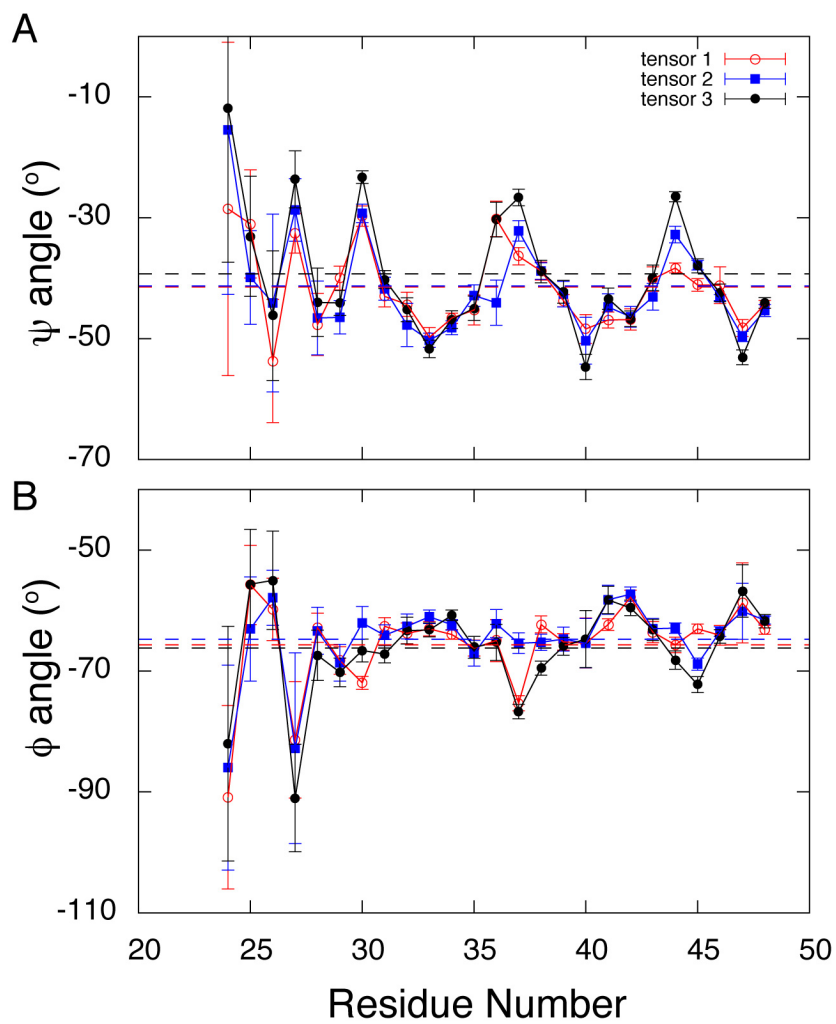 A
tensor 1
tensor 2
tensor 3
-10
-30
-50
-70
ψ angle (º)
B
-50
-70
-90
-110
ϕ angle (º)
20 25 30 35 40 45 50
Residue Number